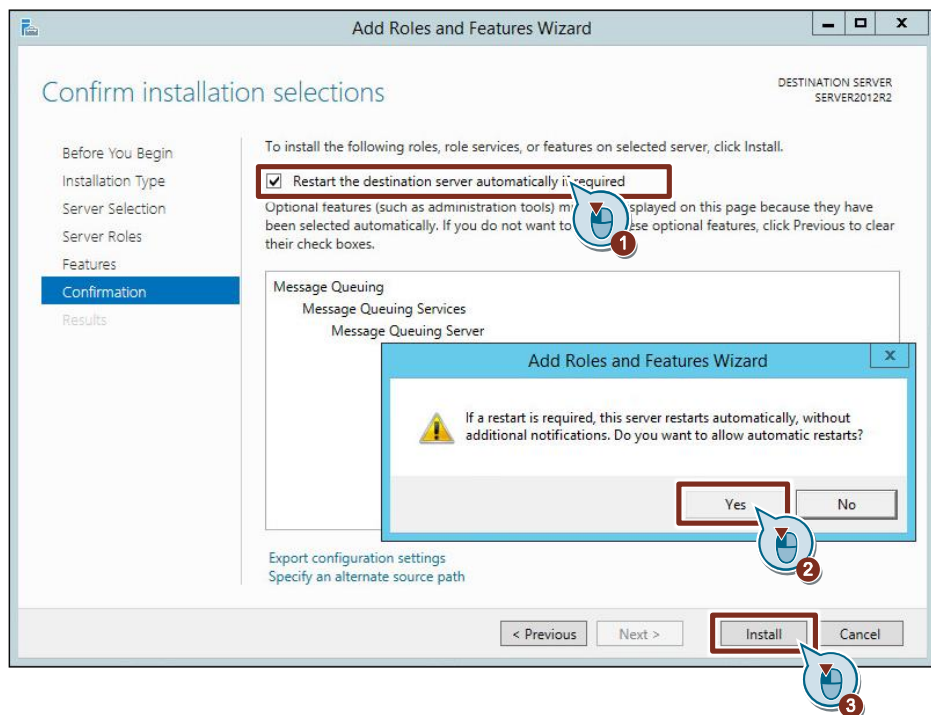 Add Roles and Features Wizard
Confirm installation selections
DESTINATION SERVER
SERVER2012R2
Before You Begin
Installation Type
Server Selection
Server Roles
Features
Confirmation
Results
To install the following roles, role services, or features on selected server, click Install.
Restart the destination server automatically if required
Optional features (such as administration tools) m splayed on this page because they have
been selected automatically. If you do not want to ese optional features, click Previous to clear
their check boxes.
1
Message Queuing
Message Queuing Services
Message Queuing Server
Add Roles and Features Wizard
X
If a restart is required, this server restarts automatically, without
additional notifications. Do you want to allow automatic restarts?
Yes
No
2
Export configuration settings
Specify an alternate source path
< Previous
Next >
Install
Cancel
3